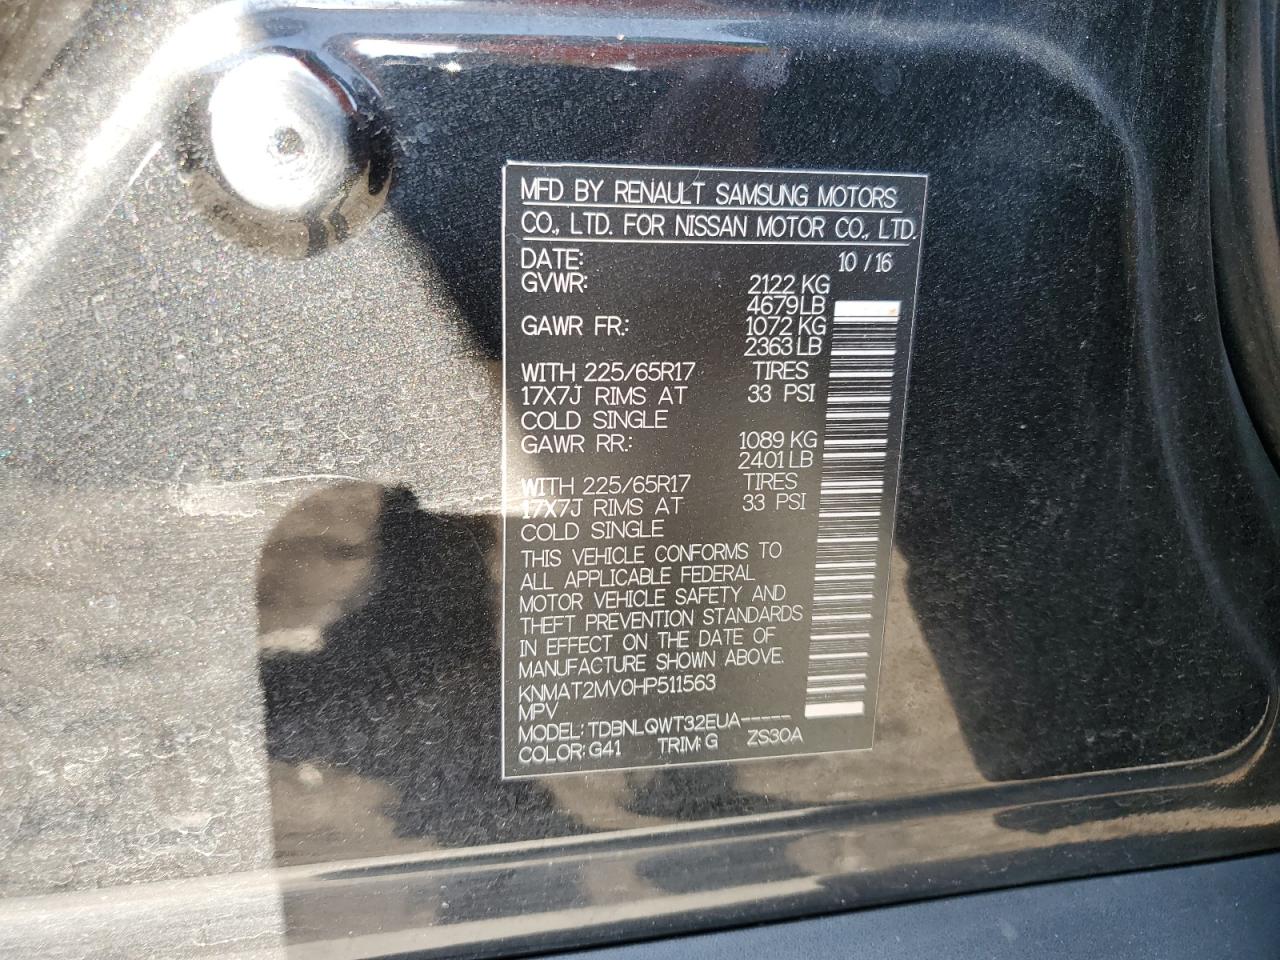 MFD BY RENAULT SAMSUNG MOTORS
CO., LTD. FOR NISSAN MOTOR CO., LTD.
DATE: 10 / 16
GVWR: 2122 KG
4679 LB
GAWR FR.: 1072 KG
2363 LB
WITH 225/65R17 TIRES
17X7J RIMS AT 33 PSI
COLD SINGLE
GAWR RR.: 1089 KG
2401 LB
WITH 225/65R17 TIRES
17X7J RIMS AT 33 PSI
COLD SINGLE
THIS VEHICLE CONFORMS TO
ALL APPLICABLE FEDERAL
MOTOR VEHICLE SAFETY AND
THEFT PREVENTION STANDARDS
IN EFFECT ON THE DATE OF
MANUFACTURE SHOWN ABOVE.
KNMAT2MV0HP511563
MPV
MODEL: TDBNLQWT32EUA-----
COLOR: G41 TRIM: G ZS30A